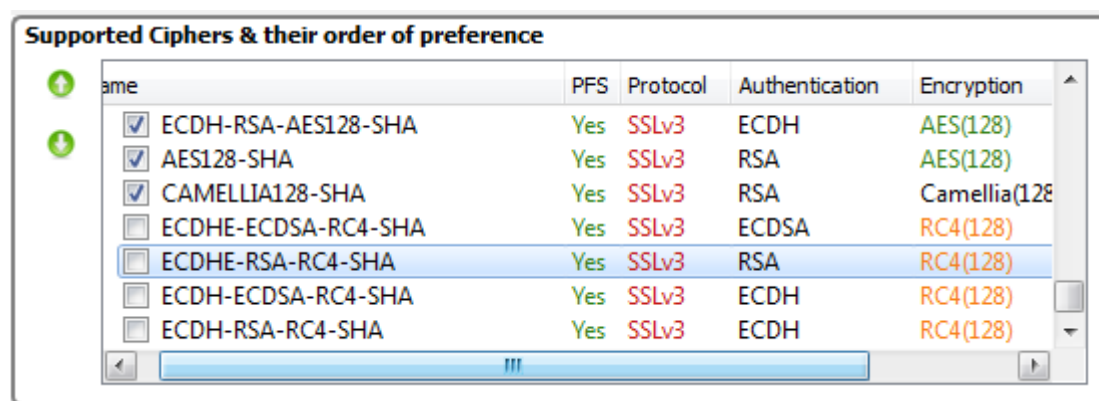 Supported Ciphers & their order of preference
ame PFS Protocol Authentication Encryption
ECDH-RSA-AES128-SHA Yes SSLv3 ECDH AES(128)
AES128-SHA Yes SSLv3 RSA AES(128)
CAMELLIA128-SHA Yes SSLv3 RSA Camellia(128
ECDHE-ECDSA-RC4-SHA Yes SSLv3 ECDSA RC4(128)
ECDHE-RSA-RC4-SHA Yes SSLv3 RSA RC4(128)
ECDH-ECDSA-RC4-SHA Yes SSLv3 ECDH RC4(128)
ECDH-RSA-RC4-SHA Yes SSLv3 ECDH RC4(128)